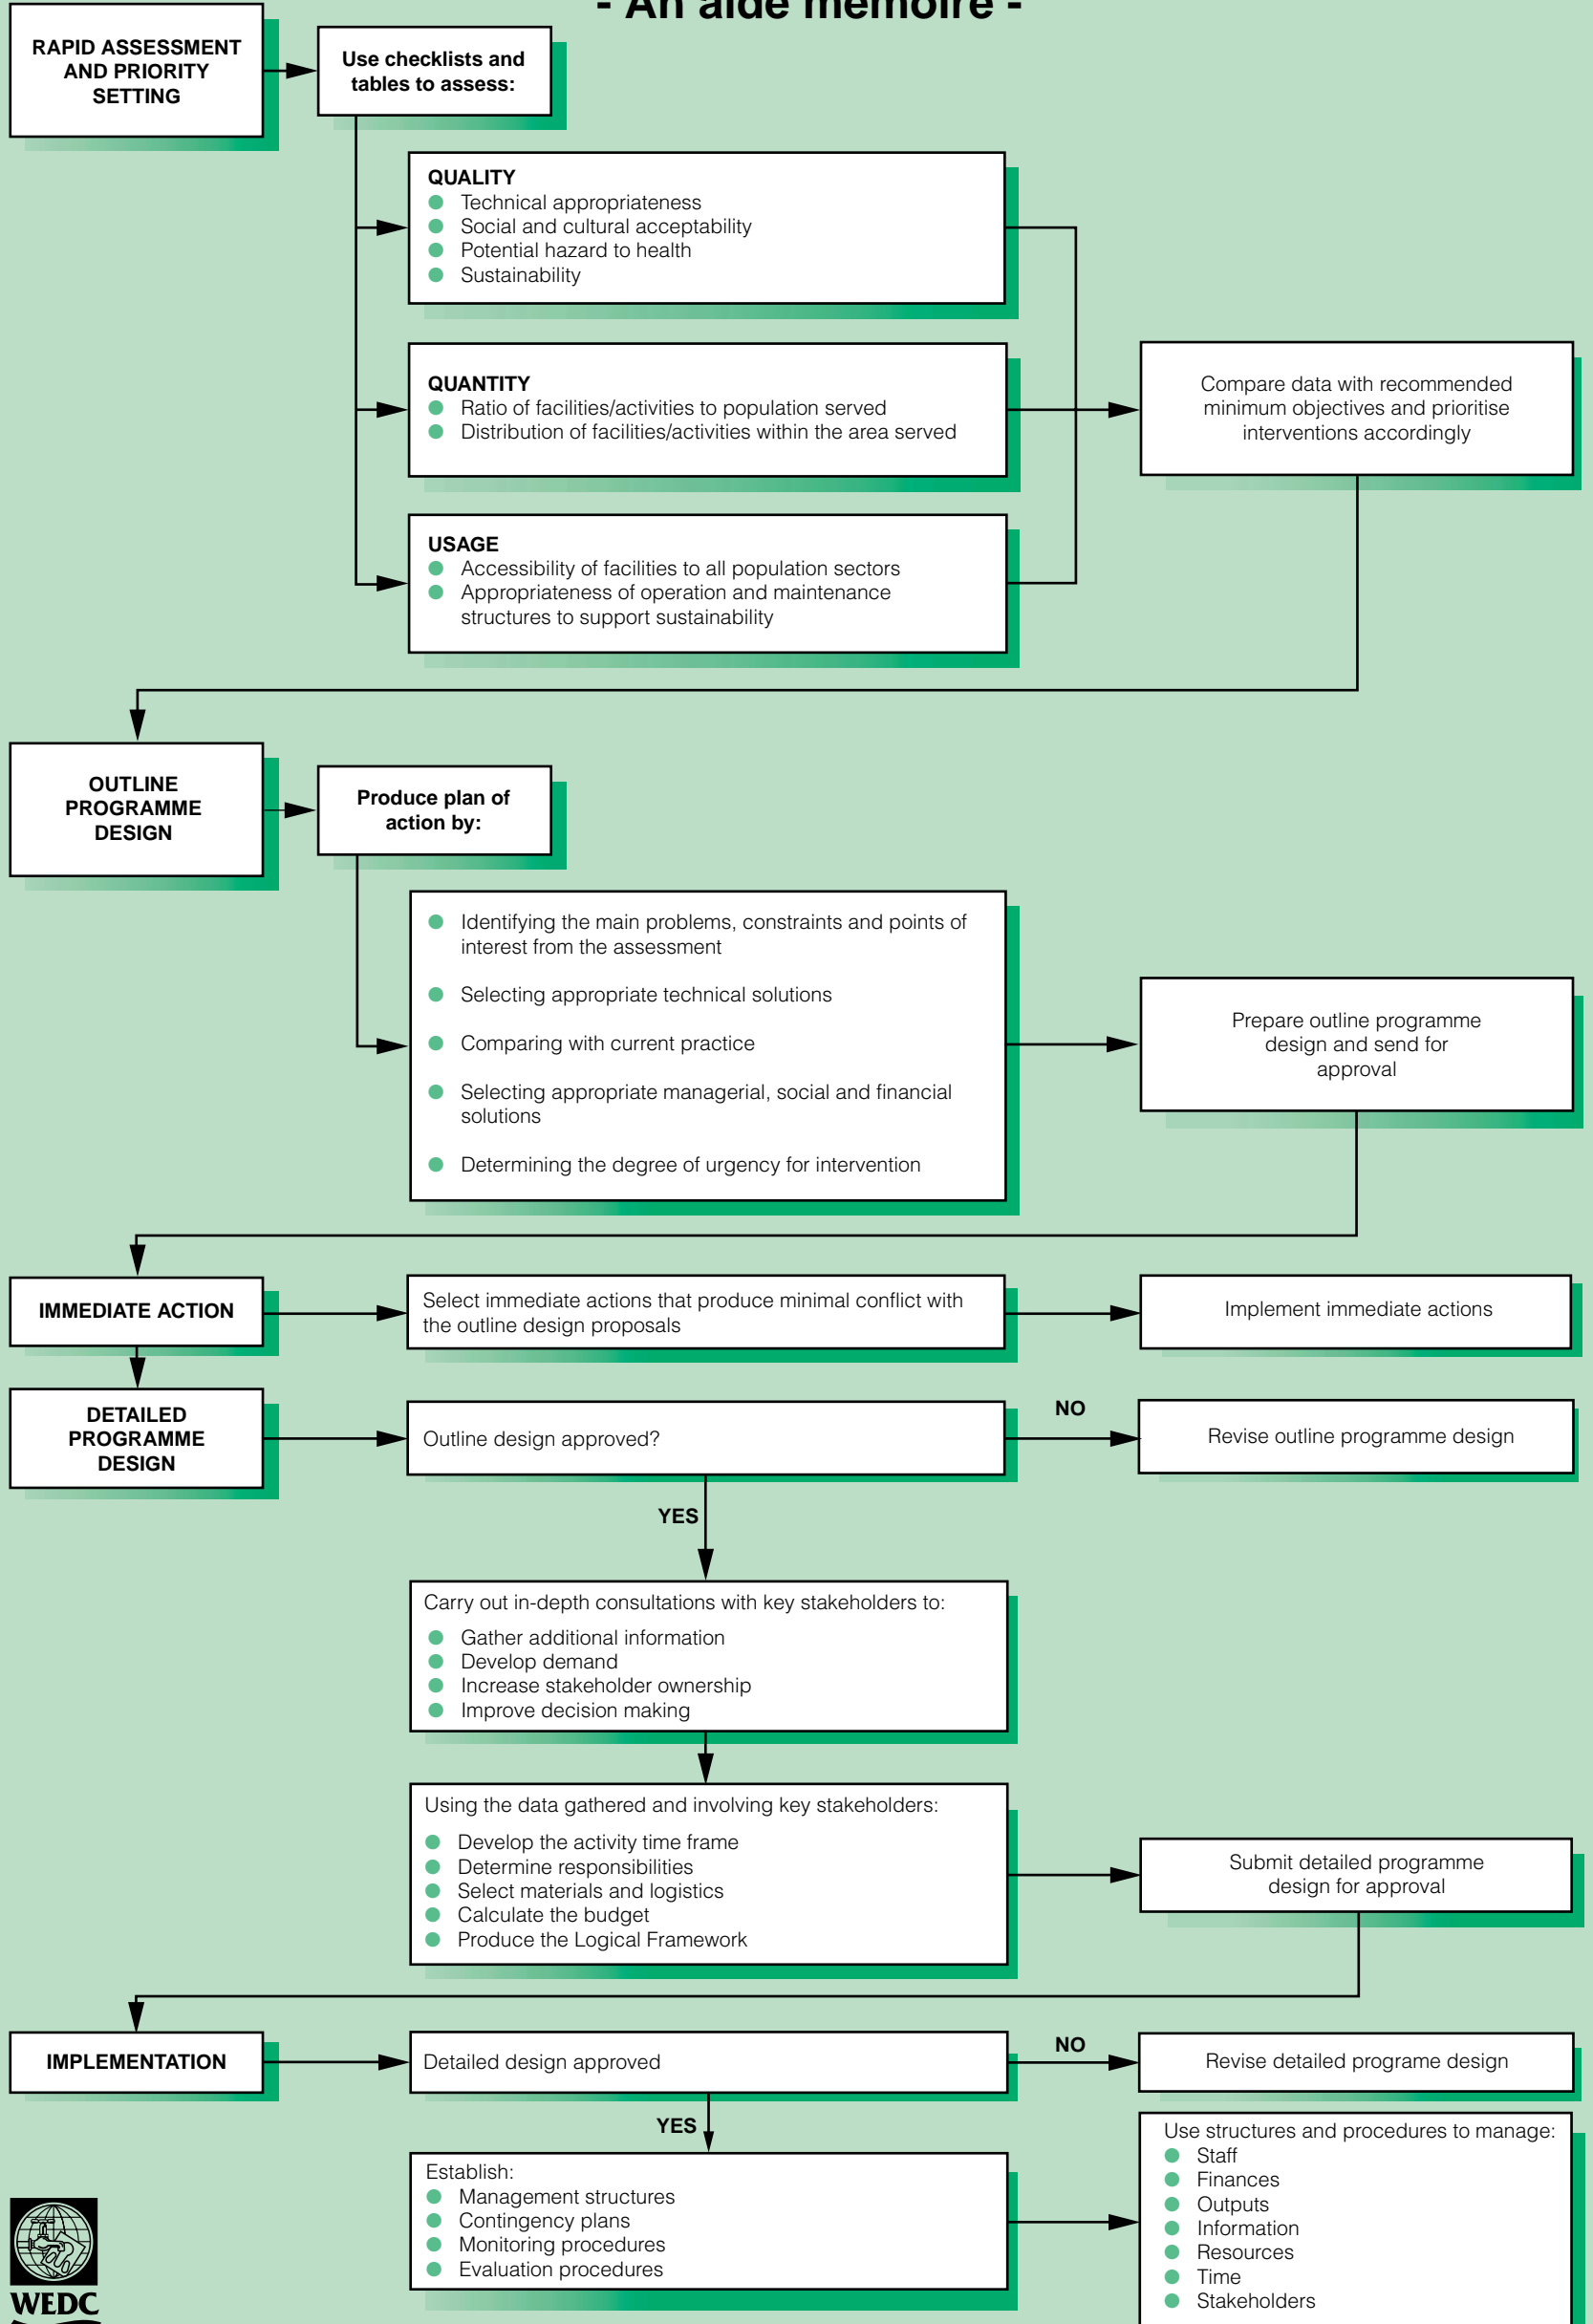 - An aide mémoire -
RAPID ASSESSMENT
AND PRIORITY
SETTING
Use checklists and
tables to assess:
QUALITY
● Technical appropriateness
● Social and cultural acceptability
● Potential hazard to health
● Sustainability
QUANTITY
● Ratio of facilities/activities to population served
● Distribution of facilities/activities within the area served
Compare data with recommended
minimum objectives and prioritise
interventions accordingly
USAGE
● Accessibility of facilities to all population sectors
● Appropriateness of operation and maintenance
structures to support sustainability
OUTLINE
PROGRAMME
DESIGN
Produce plan of
action by:
● Identifying the main problems, constraints and points of
interest from the assessment
● Selecting appropriate technical solutions
● Comparing with current practice
● Selecting appropriate managerial, social and financial
solutions
● Determining the degree of urgency for intervention
Prepare outline programme
design and send for
approval
IMMEDIATE ACTION
Select immediate actions that produce minimal conflict with
the outline design proposals
Implement immediate actions
DETAILED
PROGRAMME
DESIGN
Outline design approved?
NO
Revise outline programme design
YES
Carry out in-depth consultations with key stakeholders to:
● Gather additional information
● Develop demand
● Increase stakeholder ownership
● Improve decision making
Using the data gathered and involving key stakeholders:
● Develop the activity time frame
● Determine responsibilities
● Select materials and logistics
● Calculate the budget
● Produce the Logical Framework
Submit detailed programme
design for approval
IMPLEMENTATION
Detailed design approved
NO
Revise detailed programe design
YES
Establish:
● Management structures
● Contingency plans
● Monitoring procedures
● Evaluation procedures
Use structures and procedures to manage:
● Staff
● Finances
● Outputs
● Information
● Resources
● Time
● Stakeholders
WEDC